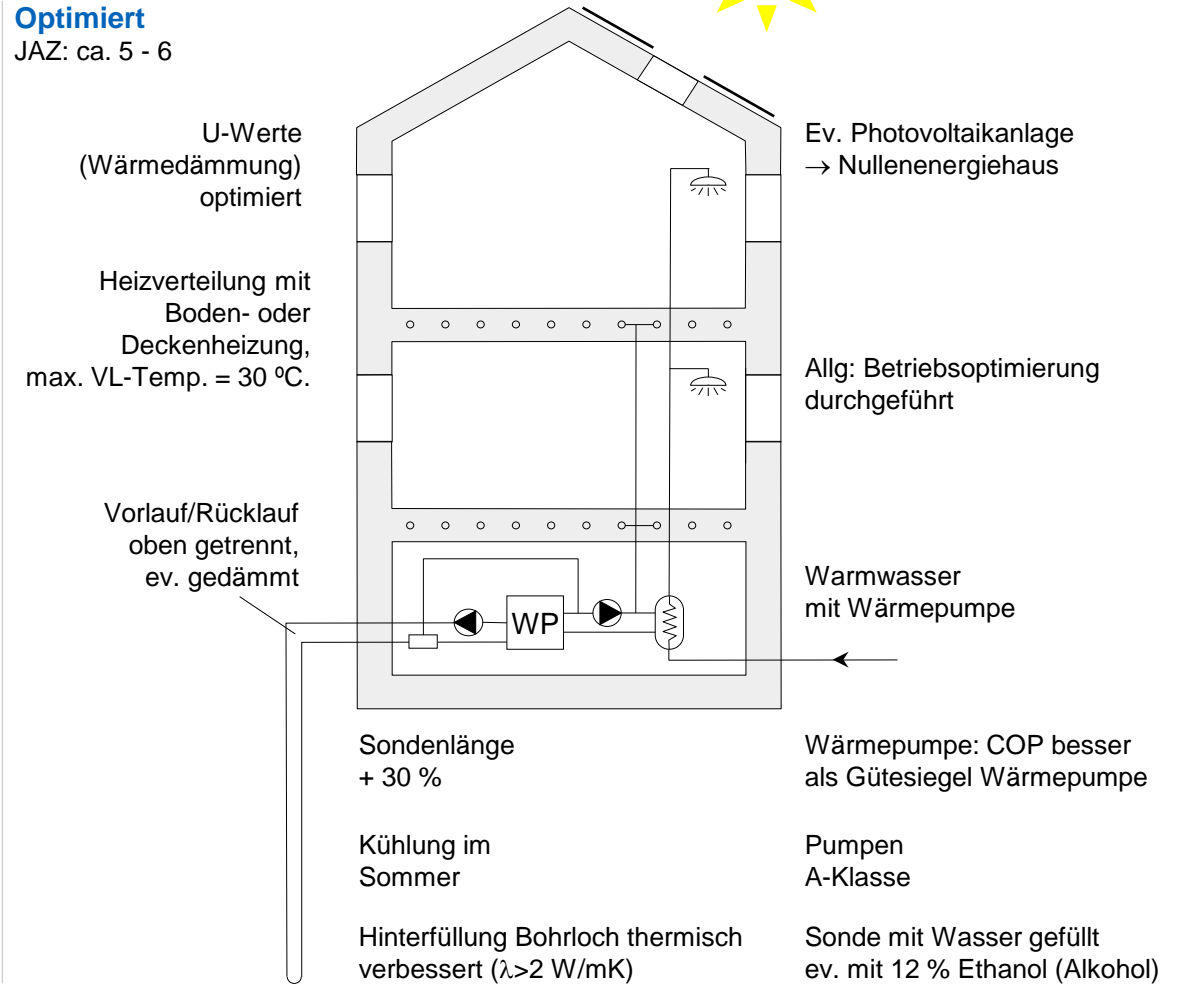 Optimiert
JAZ: ca. 5 - 6
U-Werte
(Wärmedämmung)
optimiert
Ev. Photovoltaikanlage
→ Nullenenergiehaus
Heizverteilung mit
Boden- oder
Deckenheizung,
max. VL-Temp. = 30 ºC.
Allg: Betriebsoptimierung
durchgeführt
Vorlauf/Rücklauf
oben getrennt,
ev. gedämmt
WP
Warmwasser
mit Wärmepumpe
Sondenlänge
+ 30 %
Wärmepumpe: COP besser
als Gütesiegel Wärmepumpe
Kühlung im
Sommer
Pumpen
A-Klasse
Hinterfüllung Bohrloch thermisch
verbessert (λ>2 W/mK)
Sonde mit Wasser gefüllt
ev. mit 12 % Ethanol (Alkohol)